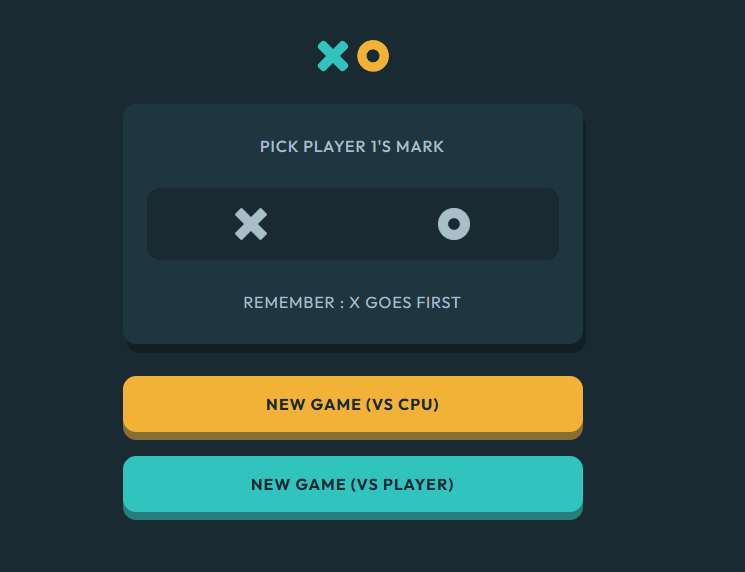 PICK PLAYER 1'S MARK
REMEMBER : X GOES FIRST
NEW GAME (VS CPU)
NEW GAME (VS PLAYER)